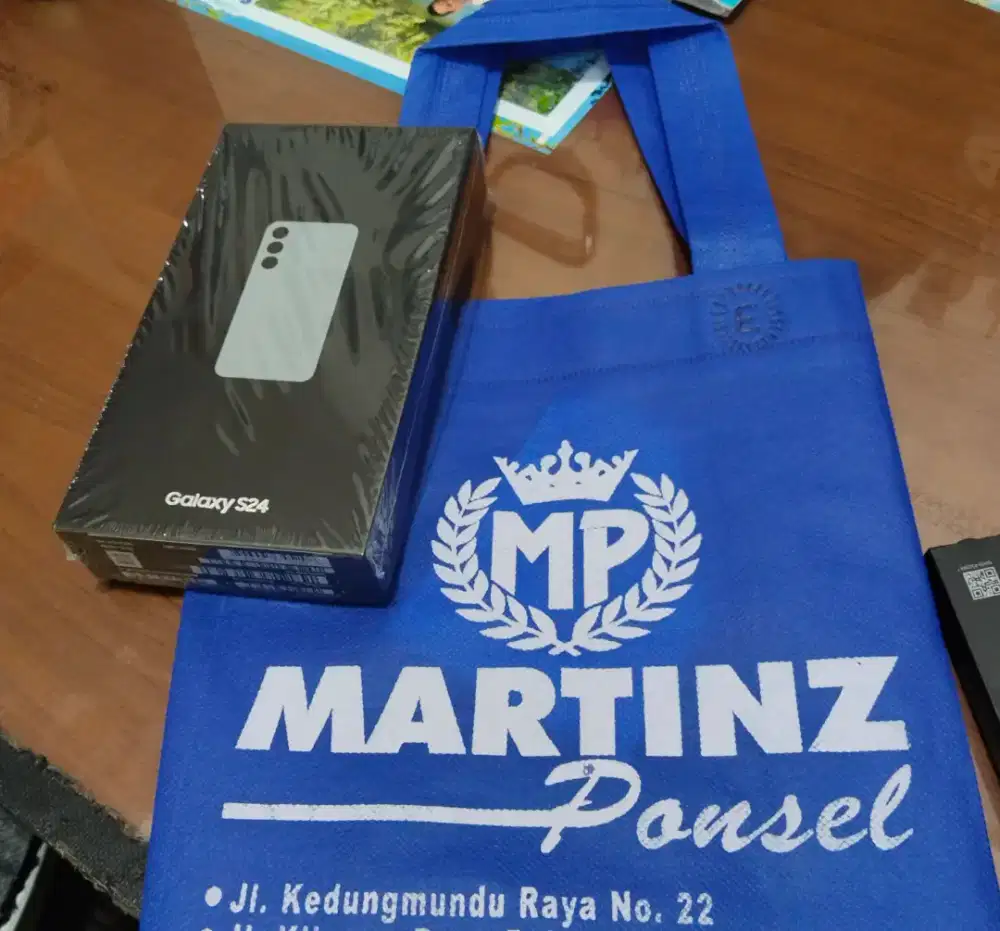 Galaxy S24
MP
MARTINZ
Ponsel
• Jl. Kedungmundu Raya No. 22